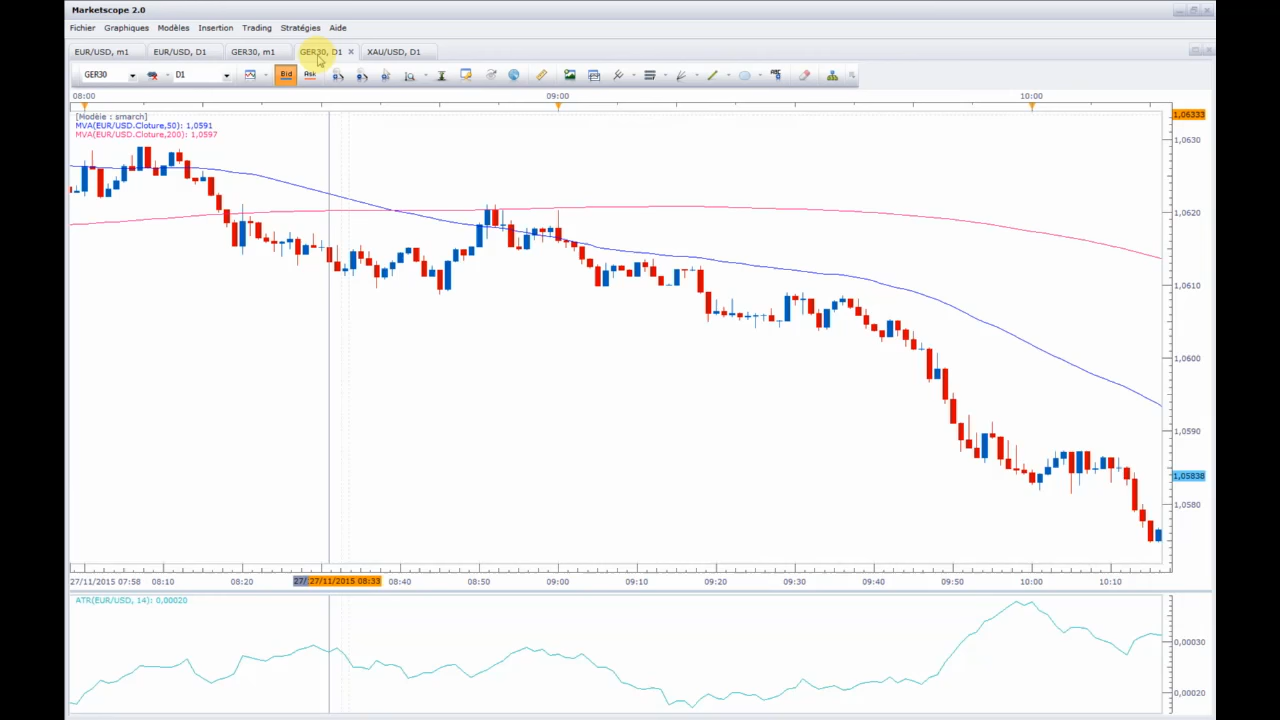 Marketscope 2.0
Fichier Graphiques Modèles Insertion Trading Stratégies Aide
EUR/USD, m1 EUR/USD, D1 GER30, m1 GER30, D1 XAU/USD, D1
GER30 D1 Bid Ask
08:00 09:00 10:00
[Modèle : smarch]
MVA(EUR/USD.Cloture,50): 1,0591
MVA(EUR/USD.Cloture,200): 1,0597
1,06333
1,0630
1,0620
1,0610
1,0600
1,0590
1,05838
1,0580
27/11/2015 07:58 08:10 08:20 27/ 27/11/2015 08:33 08:40 08:50 09:00 09:10 09:20 09:30 09:40 09:50 10:00 10:10
ATR(EUR/USD, 14): 0,00020
0,00030
0,00020